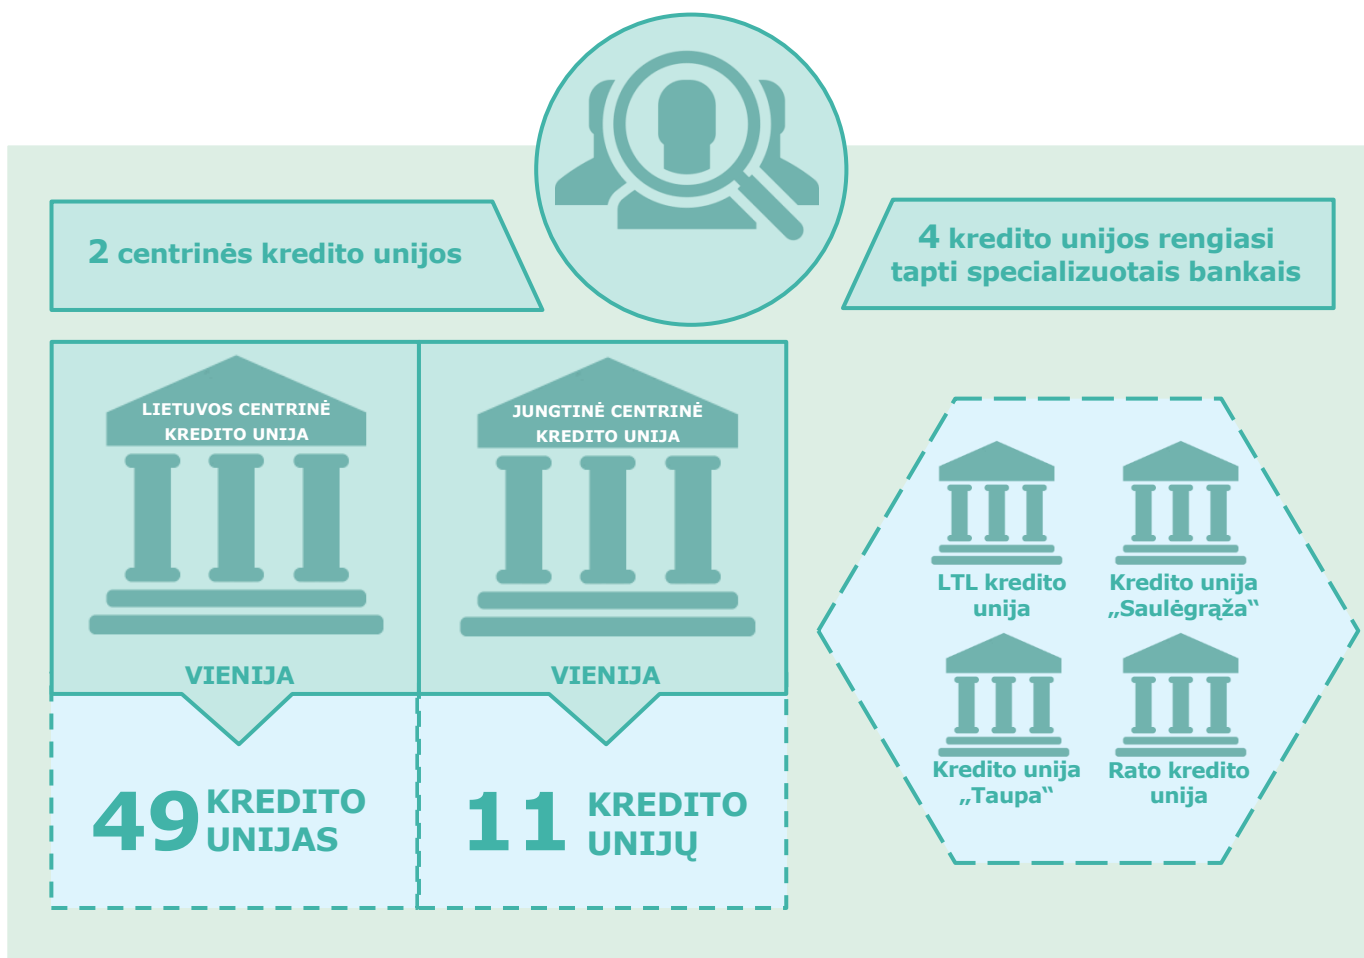 2 centrinės kredito unijos
4 kredito unijos rengiasi
tapti specializuotais bankais
LIETUVOS CENTRINĖ
KREDITO UNIJA
JUNGTINĖ CENTRINĖ
KREDITO UNIJA
VIENIJA
VIENIJA
49 KREDITO
UNIJAS
11 KREDITO
UNIJŲ
LTL kredito
unija
Kredito unija
„Saulėgrąža“
Kredito unija
„Taupa“
Rato kredito
unija